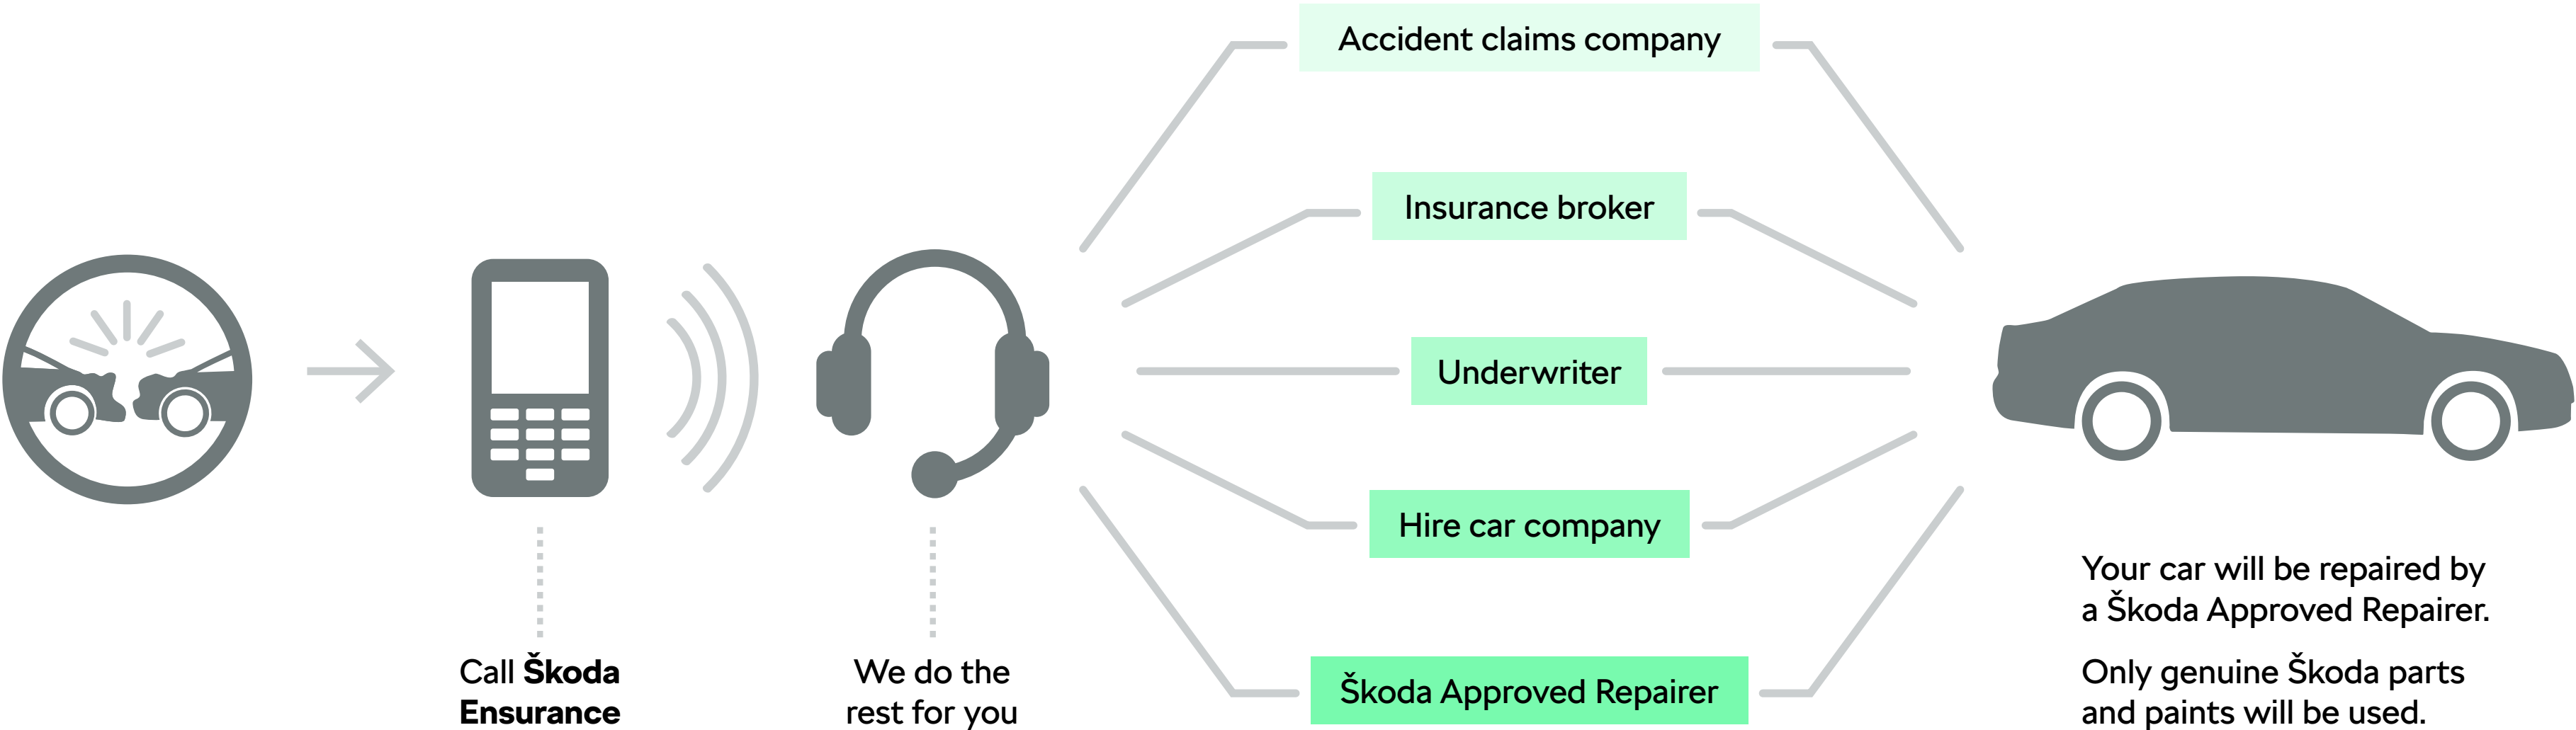 Accident claims company
Insurance broker
Underwriter
Hire car company
Škoda Approved Repairer
Call Škoda
Ensurance
We do the
rest for you
Your car will be repaired by
a Škoda Approved Repairer.
Only genuine Škoda parts
and paints will be used.